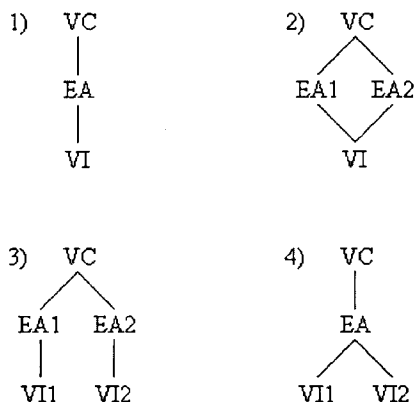 1) VC
EA
VI
2) VC
EA1 EA2
VI
3) VC
EA1 EA2
VI1 VI2
4) VC
EA
VI1 VI2